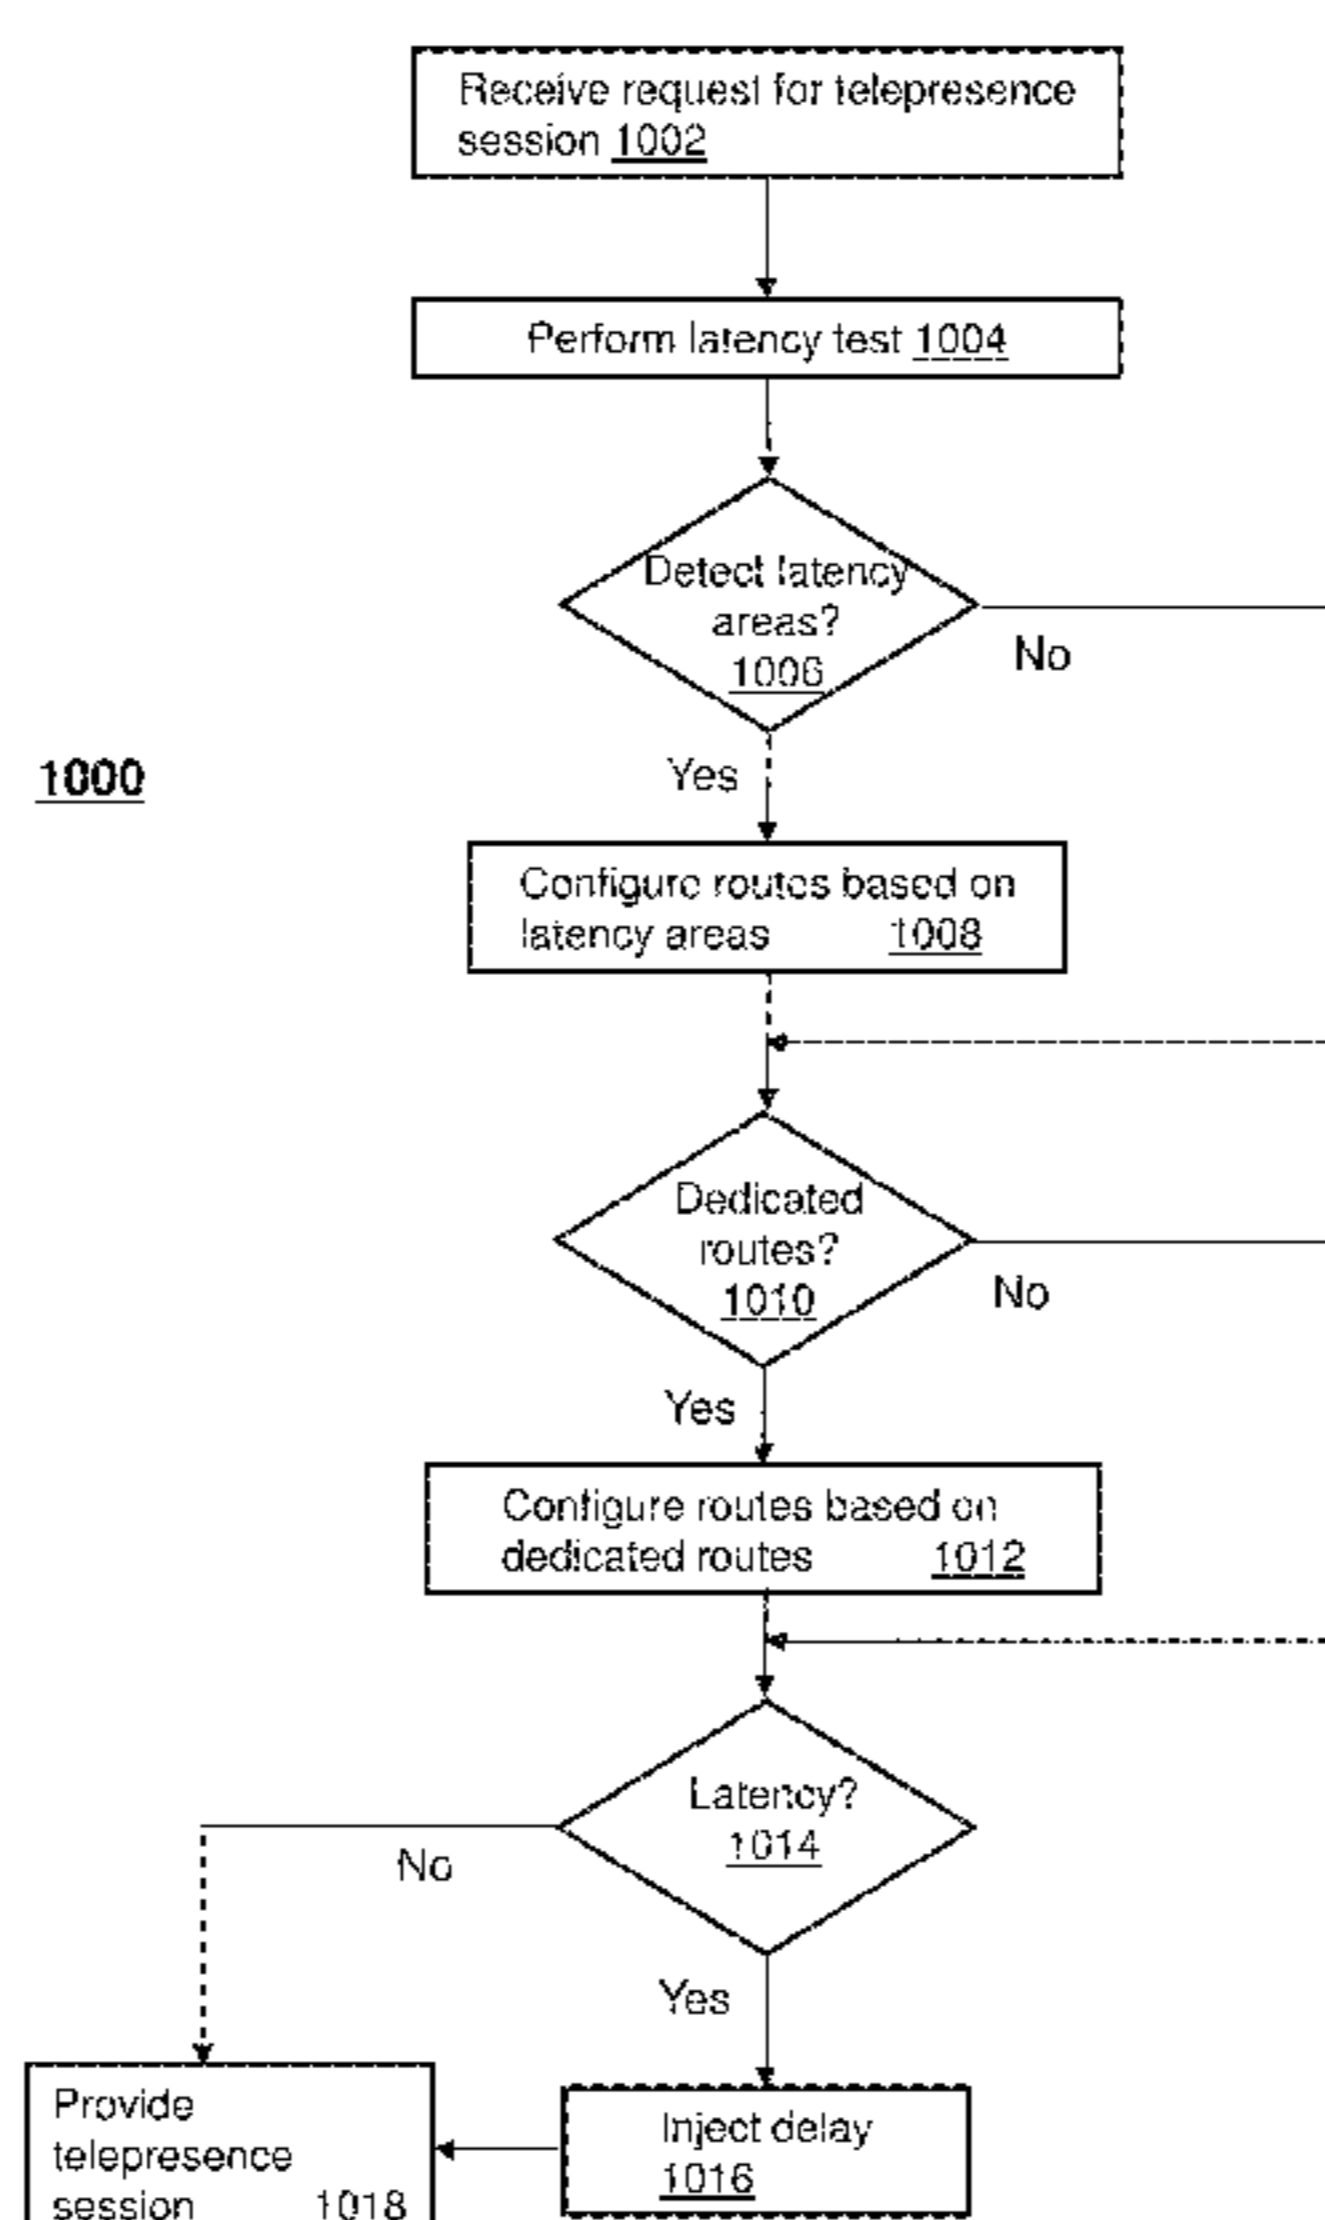 Receive request for telepresence
session 1002
Perform latency test 1004
Detect latency
areas?
1006
No
Yes
1000
Configure routes based on
latency areas 1008
Dedicated
routes?
1010
No
Yes
Configure routes based on
dedicated routes 1012
Latency?
1014
No
Yes
Provide
telepresence
session 1018
Inject delay
1016